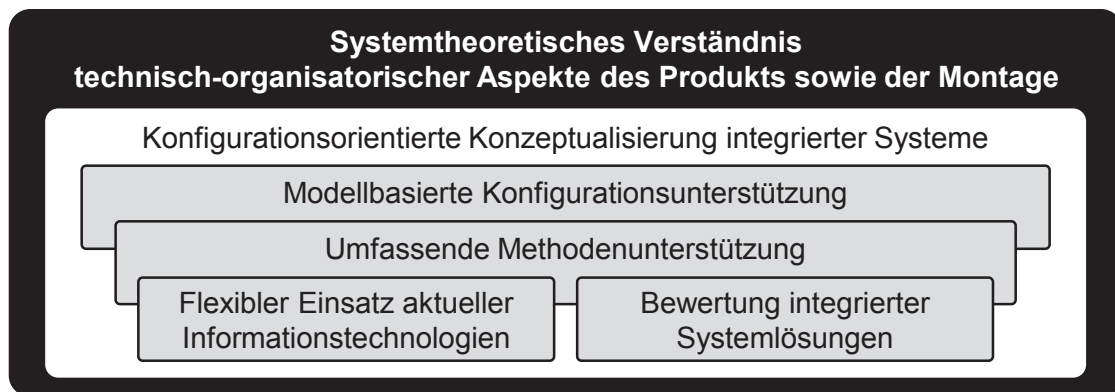 Systemtheoretisches Verständnis
technisch-organisatorischer Aspekte des Produkts sowie der Montage
Konfigurationsorientierte Konzeptualisierung integrierter Systeme
Modellbasierte Konfigurationsunterstützung
Umfassende Methodenunterstützung
Flexibler Einsatz aktueller
Informationstechnologien
Bewertung integrierter
Systemlösungen